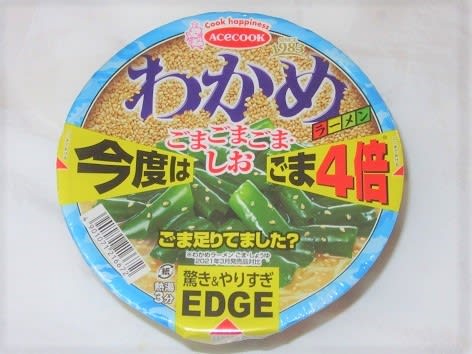 Cook happiness
ACECOOK
1983
わかめ
ラーメン
ごまごまごま
しお
今度は
ごま4倍
ごま足りてました?
※わかめラーメン ごま・しょうゆ
2021年3月発売品対比
驚き&やりすぎ
EDGE
紙
熱湯
3分